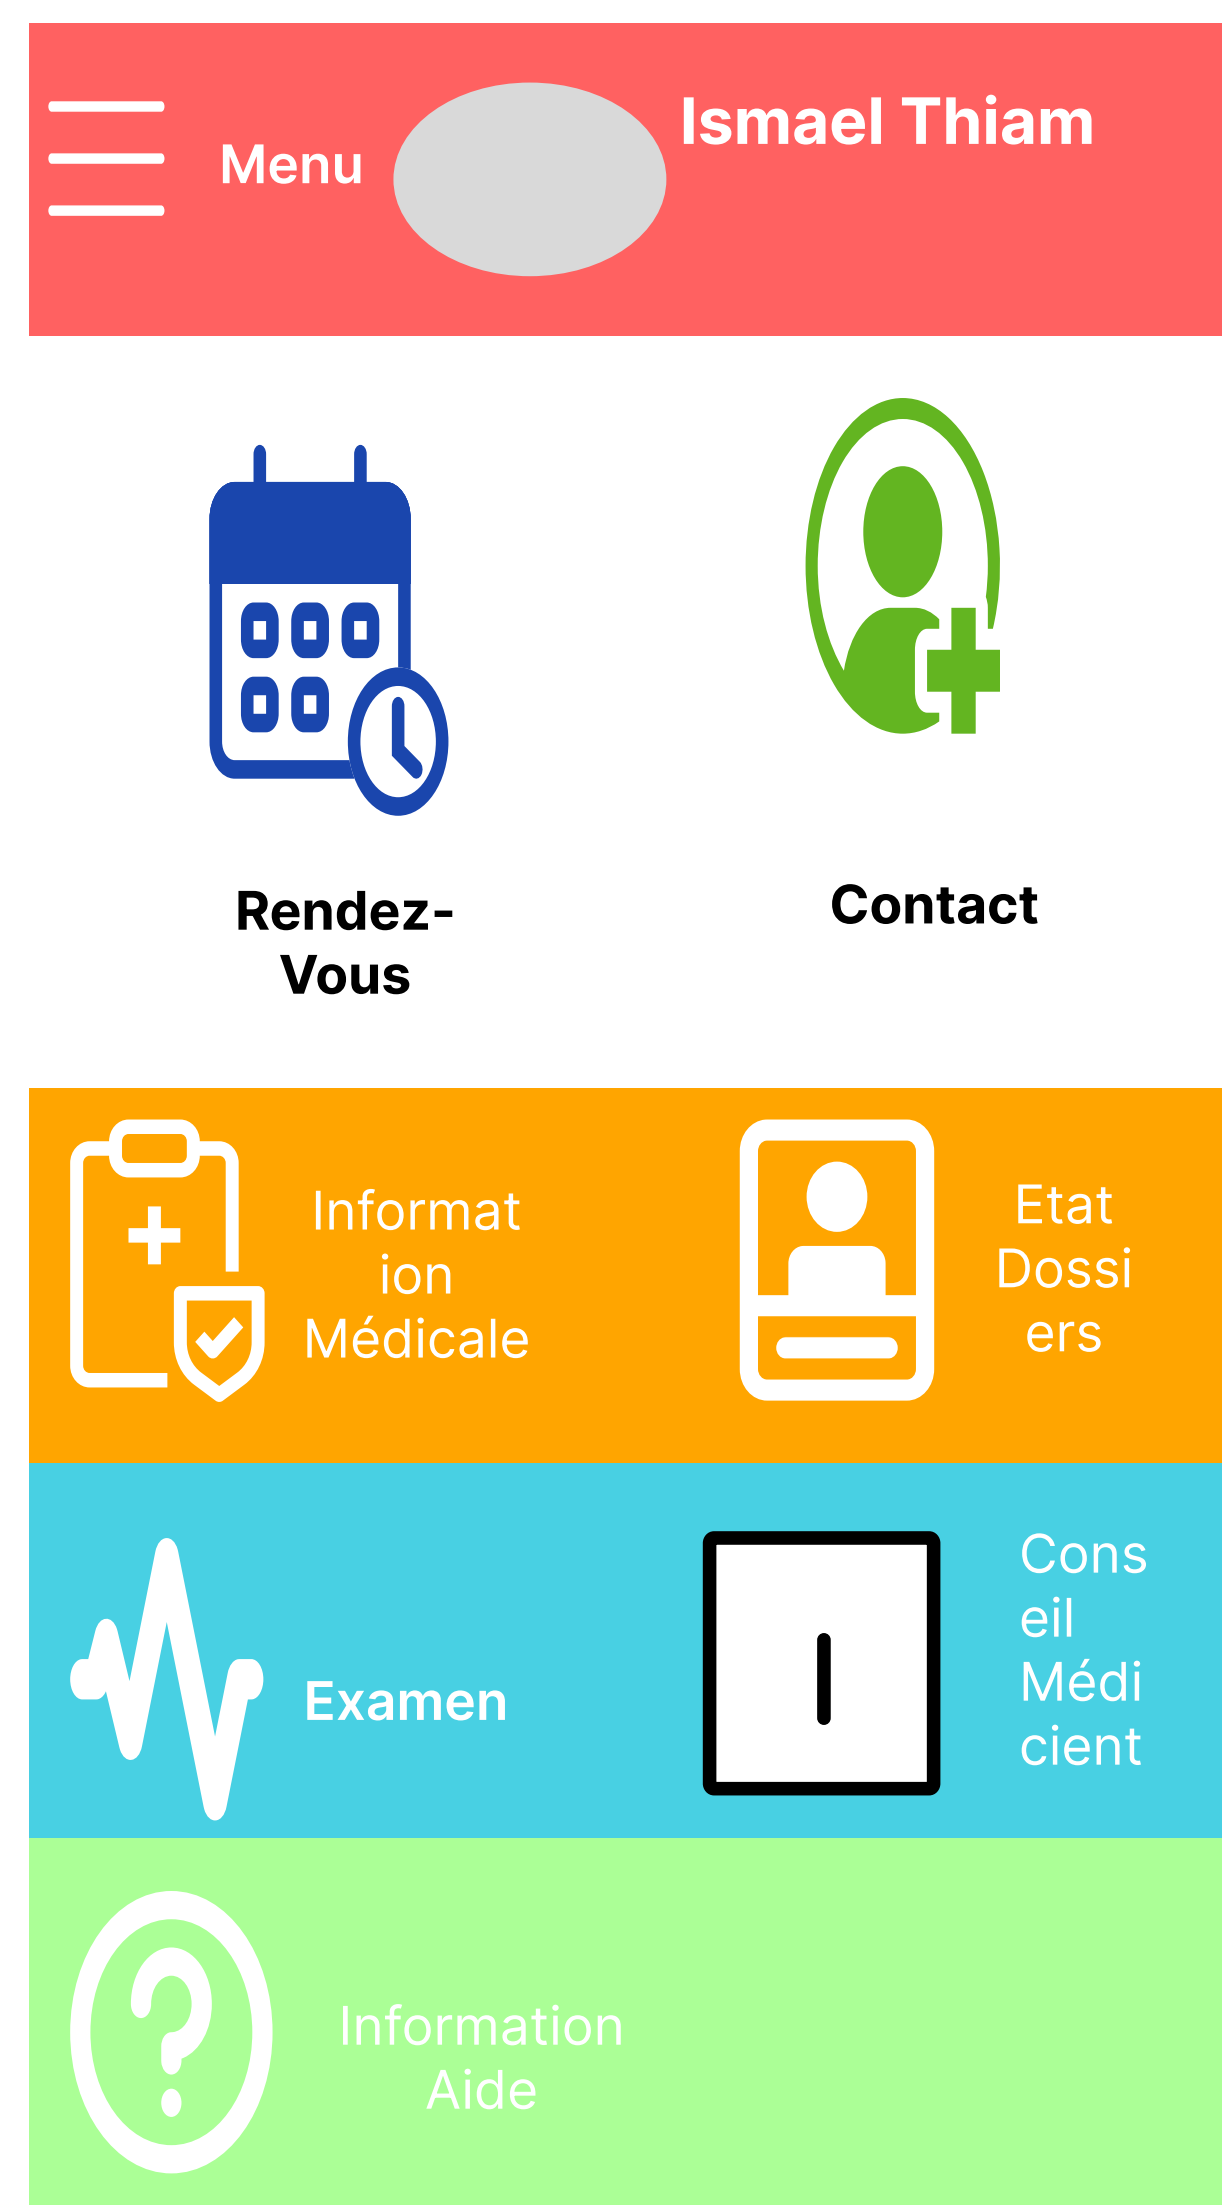 Menu
Ismael Thiam
Rendez-
Vous
Contact
Informat
ion
Médicale
Etat
Dossi
ers
Examen
Cons
eil
Médi
cient
Information
Aide